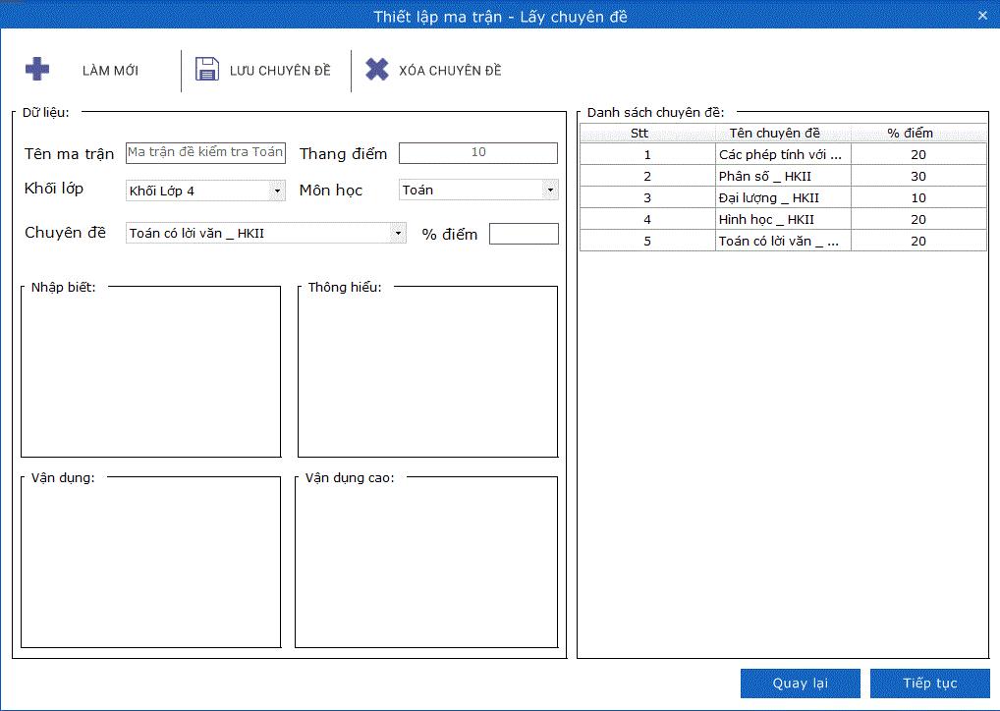 Thiết lập ma trận - Lấy chuyên đề
LÀM MỚI
LƯU CHUYÊN ĐỀ
XÓA CHUYÊN ĐỀ
Dữ liệu:
Tên ma trận Ma trận đề kiểm tra Toán Thang điểm 10
Khối lớp Khối Lớp 4 Môn học Toán
Chuyên đề Toán có lời văn _ HKII % điểm
Nhập biết:
Thông hiểu:
Vận dụng:
Vận dụng cao:
Danh sách chuyên đề:
Stt Tên chuyên đề % điểm
1 Các phép tính với ... 20
2 Phân số _ HKII 30
3 Đại lượng _ HKII 10
4 Hình học _ HKII 20
5 Toán có lời văn _ ... 20
Quay lại
Tiếp tục